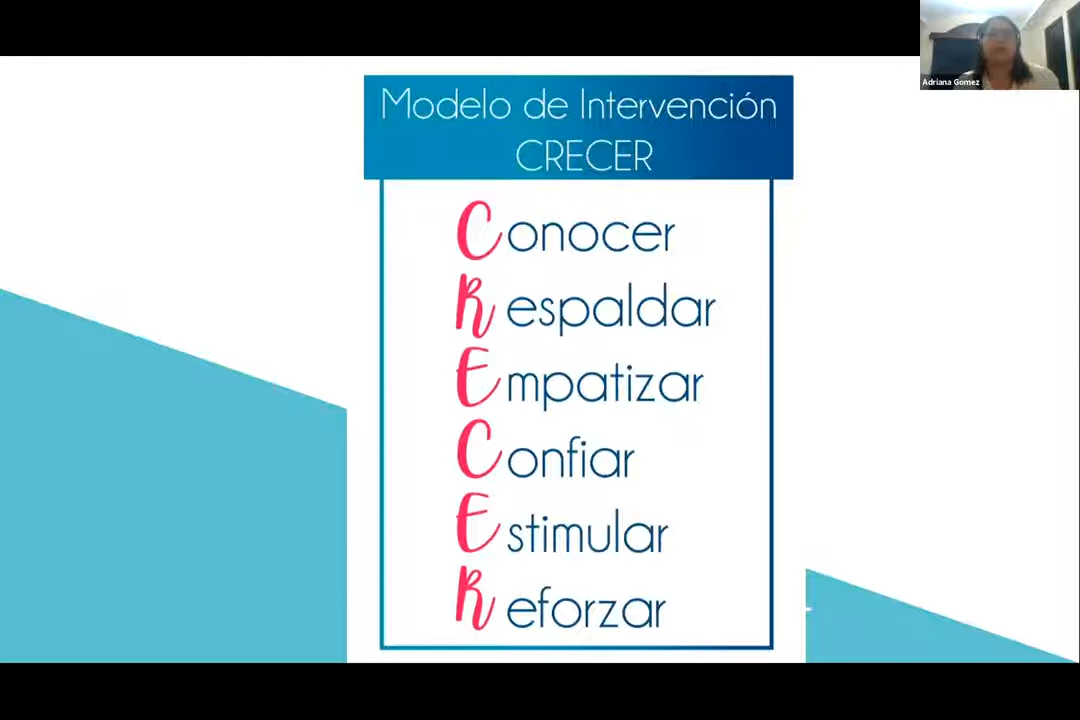 Adriana Gomez
Modelo de Intervención
CRECER
Conocer
Respaldar
Empatizar
Confiar
Estimular
Reforzar